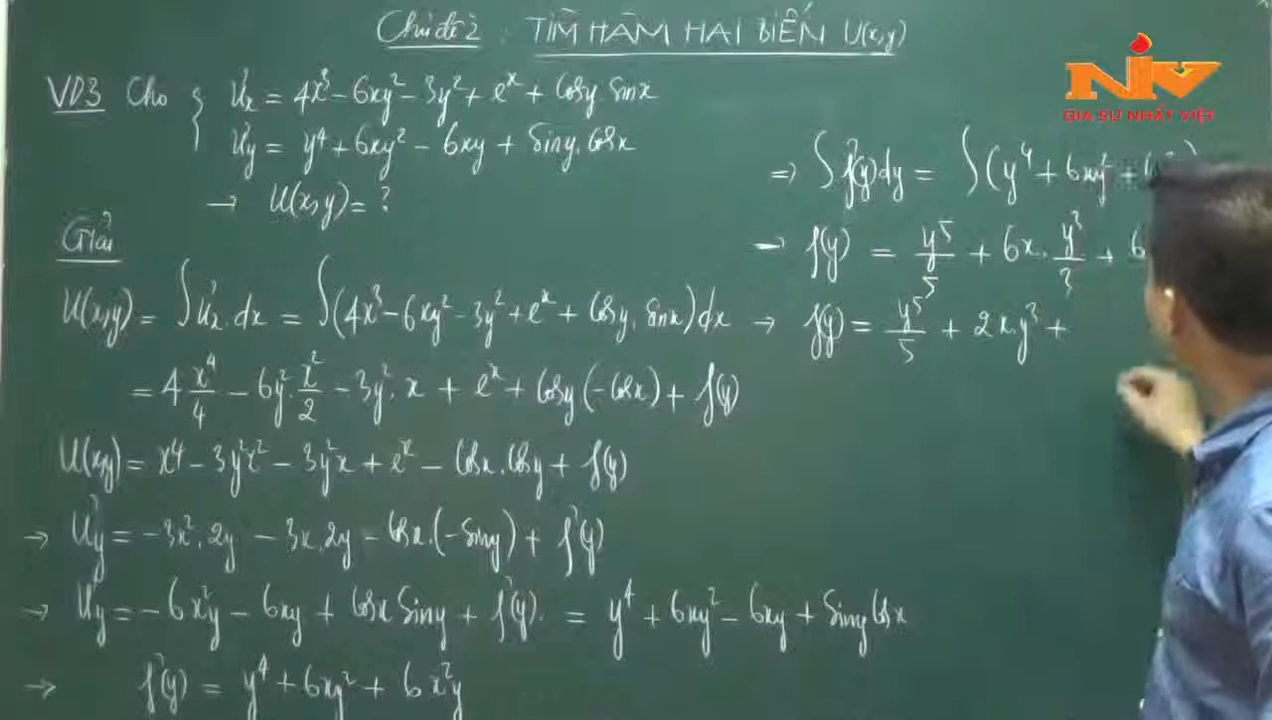 Chủ đề 2: TÌM HÀM HAI BIẾN U(x,y)
NIV
GIA SƯ NHẤT VIỆT
VD3 Cho { U'x = 4x³ - 6xy² - 3y² + eˣ + cosy sinx
U'y = y⁴ + 6xy² - 6xy + siny.cosx
→ U(x,y) = ?
Giải
U(x,y) = ∫U'x.dx = ∫(4x³ - 6xy² - 3y² + eˣ + cosy.sinx)dx
= 4 x⁴/4 - 6y².x²/2 - 3y².x + eˣ + cosy(-cosx) + f(y)
U(x,y) = x⁴ - 3y²x² - 3y²x + eˣ - cosx.cosy + f(y)
→ U'y = -3x².2y - 3x.2y - cosx.(-siny) + f'(y)
→ U'y = -6x²y - 6xy + cosx siny + f'(y) = y⁴ + 6xy² - 6xy + siny cosx
→ f'(y) = y⁴ + 6xy² + 6x²y
⇒ ∫f'(y)dy = ∫(y⁴ + 6xy² +
→ f(y) = y⁵/5 + 6x.y³/3 + 6
→ f(y) = y⁵/5 + 2x.y³ +